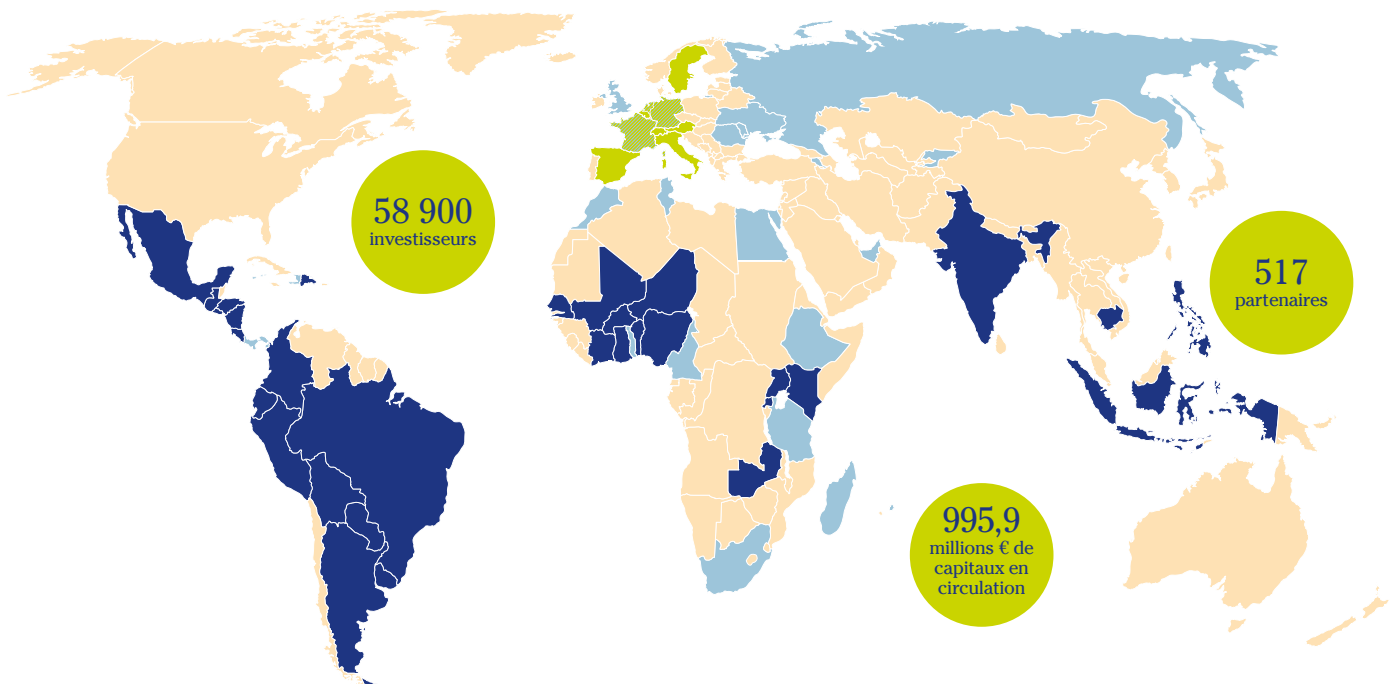 58 900
investisseurs
517
partenaires
995,9
millions € de
capitaux en
circulation